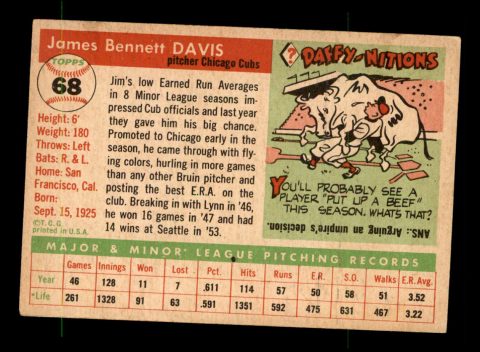 James Bennett DAVIS
pitcher Chicago Cubs
TOPPS
68
Height: 6'
Weight: 180
Throws: Left
Bats: R. & L.
Home: San
Francisco, Cal.
Born:
Sept. 15, 1925
©T.C.G
printed in U.S.A.
Jim's low Earned Run Averages
in 8 Minor League seasons im-
pressed Cub officials and last year
they gave him his big chance.
Promoted to Chicago early in the
season, he came through with fly-
ing colors, hurling in more games
than any other Bruin pitcher and
posting the best E.R.A. on the
club. Breaking in with Lynn in '46,
he won 16 games in '47 and had
14 wins at Seattle in '53.
? DAFFY-NITIONS
YOU'LL PROBABLY SEE A
PLAYER "PUT UP A BEEF"
THIS SEASON. WHATS THAT?
ANS.: Arguing an umpire's decision.
MAJOR & MINOR LEAGUE PITCHING RECORDS
Games Innings Won Lost Pct. Hits Runs E.R. S.O. Walks E.R. Avg.
Year 46 128 11 7 .611 114 57 50 58 51 3.52
Life 261 1328 91 63 .591 1351 594 475 631 467 3.22